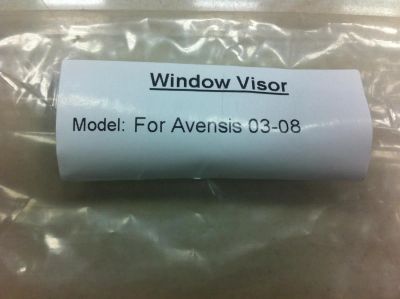 Window Visor
Model: For Avensis 03-08